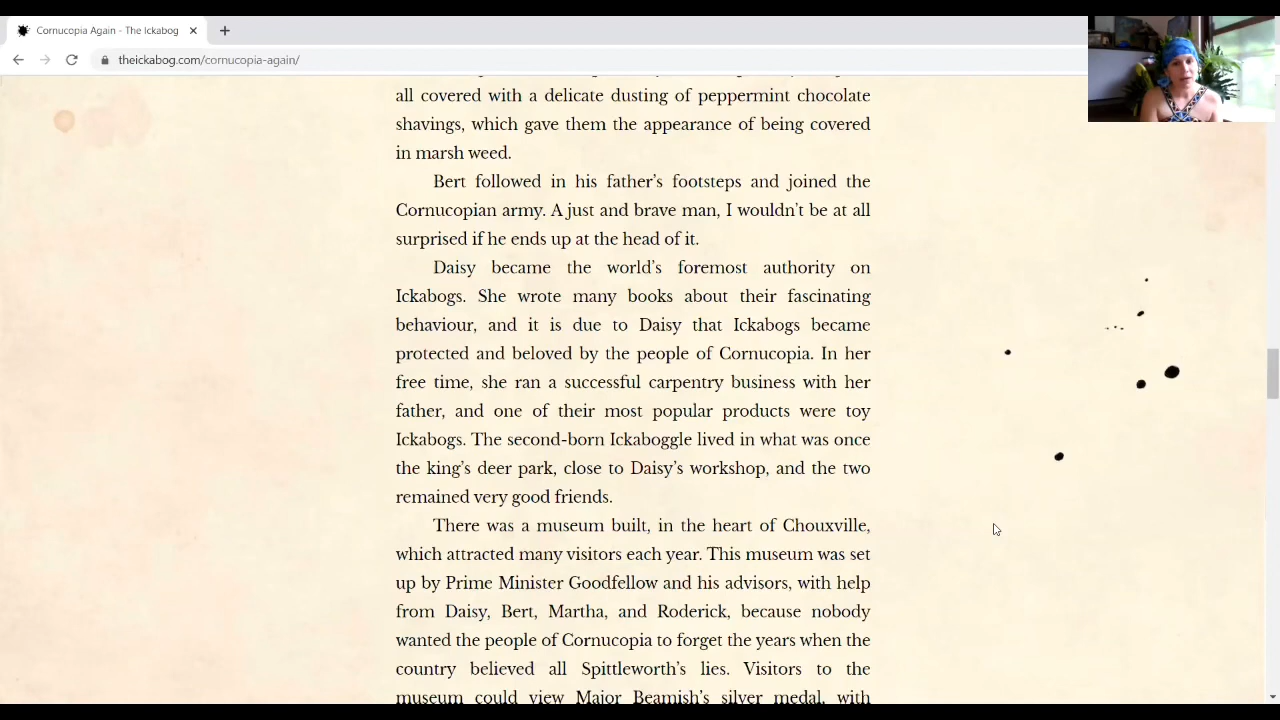 Cornucopia Again - The Ickabog
theickabog.com/cornucopia-again/
all covered with a delicate dusting of peppermint chocolate
shavings, which gave them the appearance of being covered
in marsh weed.
Bert followed in his father’s footsteps and joined the
Cornucopian army. A just and brave man, I wouldn’t be at all
surprised if he ends up at the head of it.
Daisy became the world’s foremost authority on
Ickabogs. She wrote many books about their fascinating
behaviour, and it is due to Daisy that Ickabogs became
protected and beloved by the people of Cornucopia. In her
free time, she ran a successful carpentry business with her
father, and one of their most popular products were toy
Ickabogs. The second-born Ickaboggle lived in what was once
the king’s deer park, close to Daisy’s workshop, and the two
remained very good friends.
There was a museum built, in the heart of Chouxville,
which attracted many visitors each year. This museum was set
up by Prime Minister Goodfellow and his advisors, with help
from Daisy, Bert, Martha, and Roderick, because nobody
wanted the people of Cornucopia to forget the years when the
country believed all Spittleworth’s lies. Visitors to the
museum could view Major Beamish’s silver medal, with